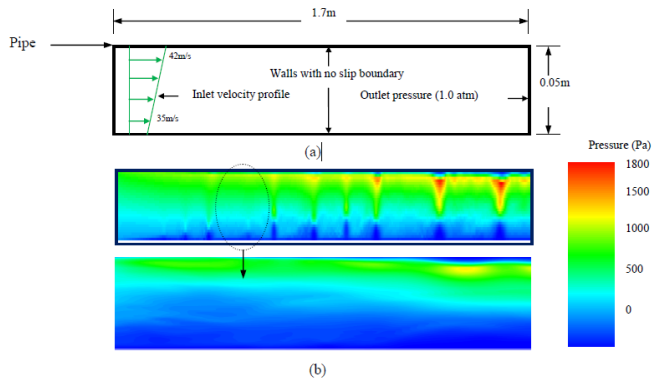 1.7m
Pipe
42m/s
Walls with no slip boundary
0.05m
Inlet velocity profile
Outlet pressure (1.0 atm)
35m/s
(a)
Pressure (Pa)
1800
1500
1000
500
0
(b)